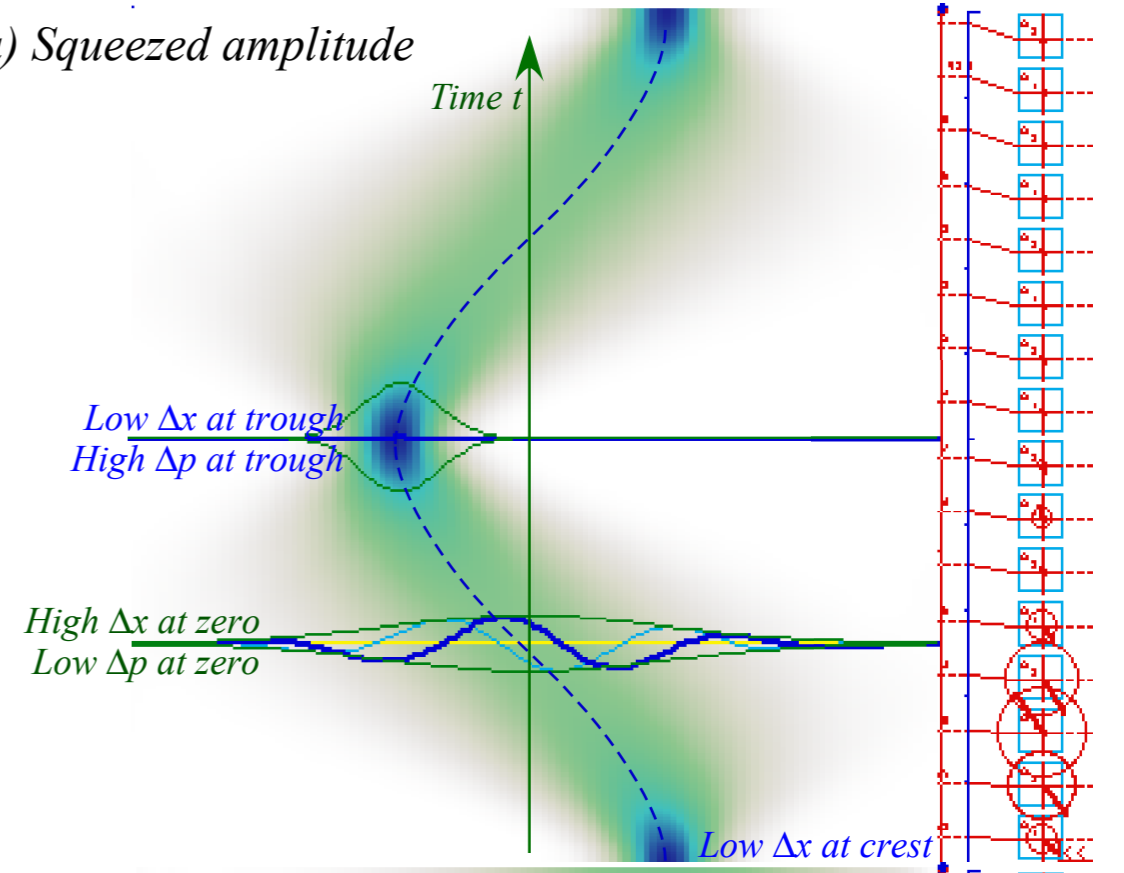 ) Squeezed amplitude
Time t
Low Δx at trough
High Δp at trough
High Δx at zero
Low Δp at zero
Low Δx at crest